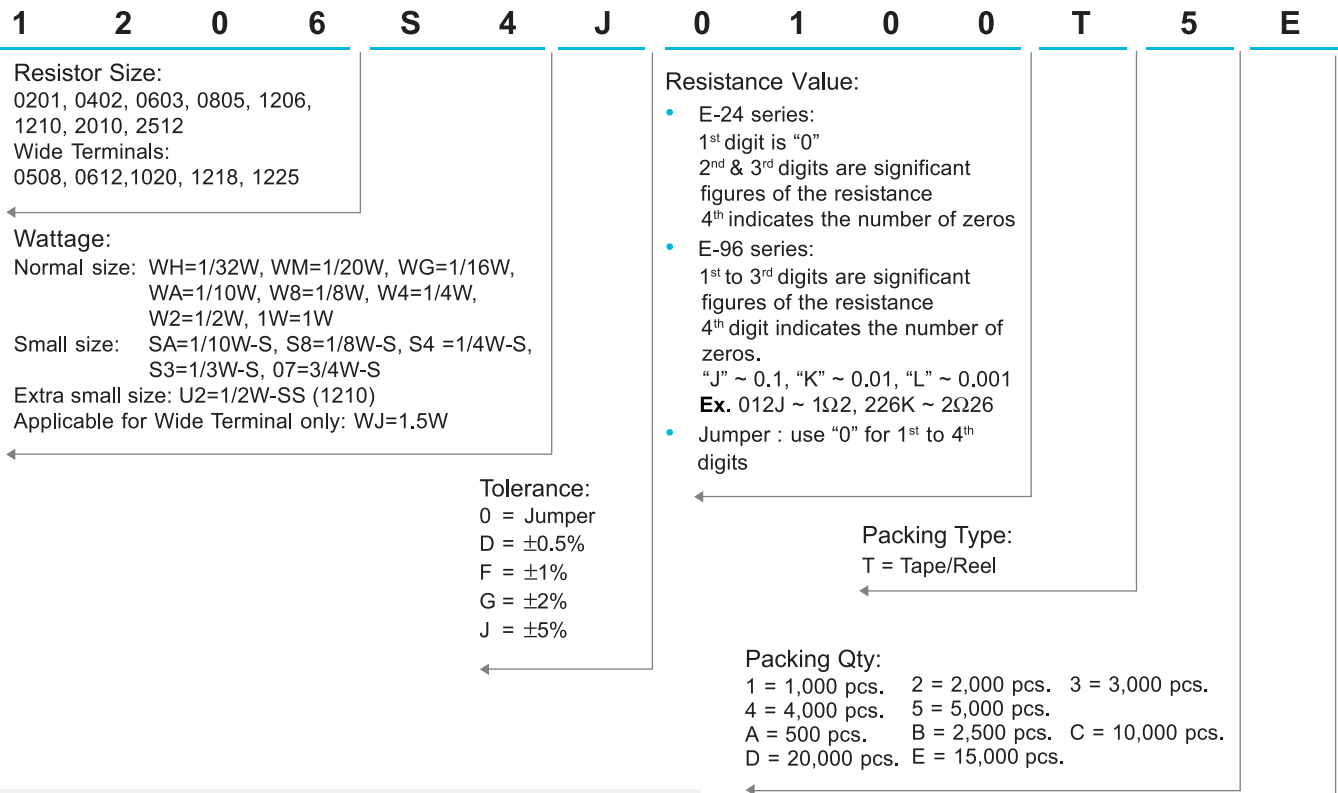 1 2 0 6 S 4 J 0 1 0 0 T 5 E
Resistor Size:
0201, 0402, 0603, 0805, 1206,
1210, 2010, 2512
Wide Terminals:
0508, 0612,1020, 1218, 1225
Wattage:
Normal size: WH=1/32W, WM=1/20W, WG=1/16W,
WA=1/10W, W8=1/8W, W4=1/4W,
W2=1/2W, 1W=1W
Small size: SA=1/10W-S, S8=1/8W-S, S4 =1/4W-S,
S3=1/3W-S, 07=3/4W-S
Extra small size: U2=1/2W-SS (1210)
Applicable for Wide Terminal only: WJ=1.5W
Tolerance:
0 = Jumper
D = ±0.5%
F = ±1%
G = ±2%
J = ±5%
Resistance Value:
• E-24 series:
1st digit is “0”
2nd & 3rd digits are significant
figures of the resistance
4th indicates the number of zeros
• E-96 series:
1st to 3rd digits are significant
figures of the resistance
4th digit indicates the number of
zeros.
“J” ~ 0.1, “K” ~ 0.01, “L” ~ 0.001
Ex. 012J ~ 1Ω2, 226K ~ 2Ω26
• Jumper : use “0” for 1st to 4th
digits
Packing Type:
T = Tape/Reel
Packing Qty:
1 = 1,000 pcs. 2 = 2,000 pcs. 3 = 3,000 pcs.
4 = 4,000 pcs. 5 = 5,000 pcs.
A = 500 pcs. B = 2,500 pcs. C = 10,000 pcs.
D = 20,000 pcs. E = 15,000 pcs.